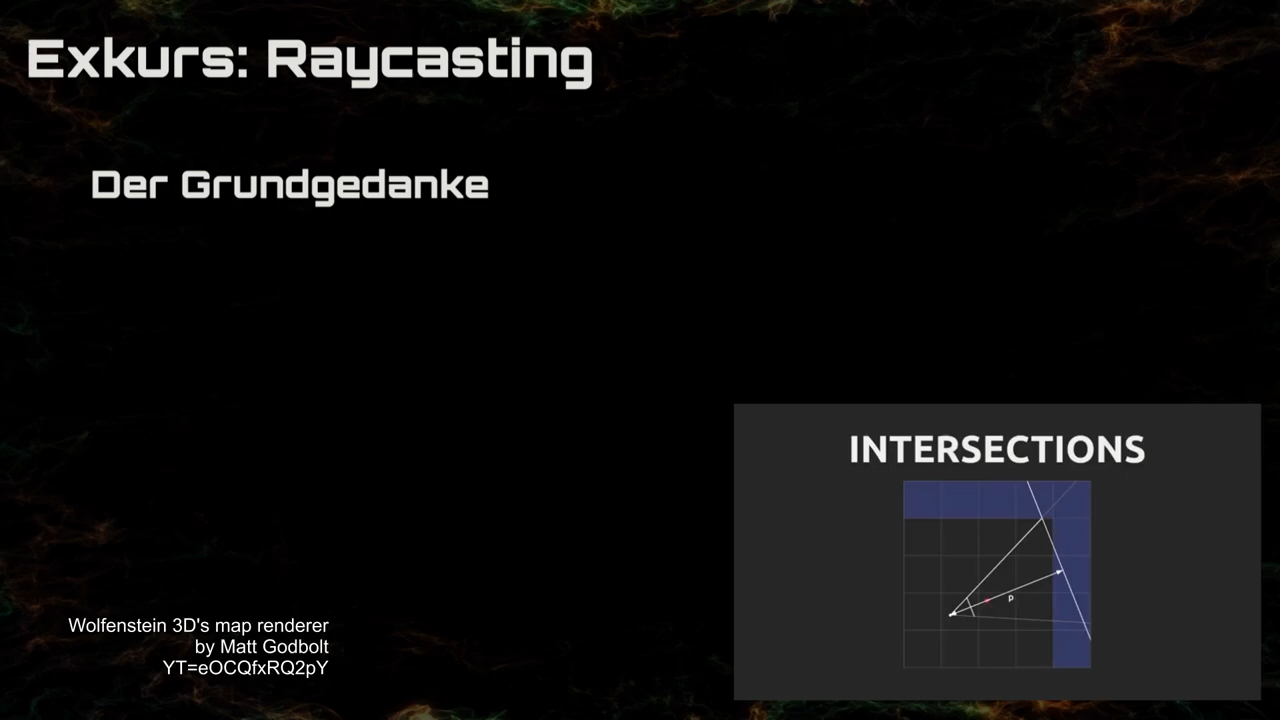 Exkurs: Raycasting
Der Grundgedanke
INTERSECTIONS
p
Wolfenstein 3D's map renderer
by Matt Godbolt
YT=eOCQfxRQ2pY